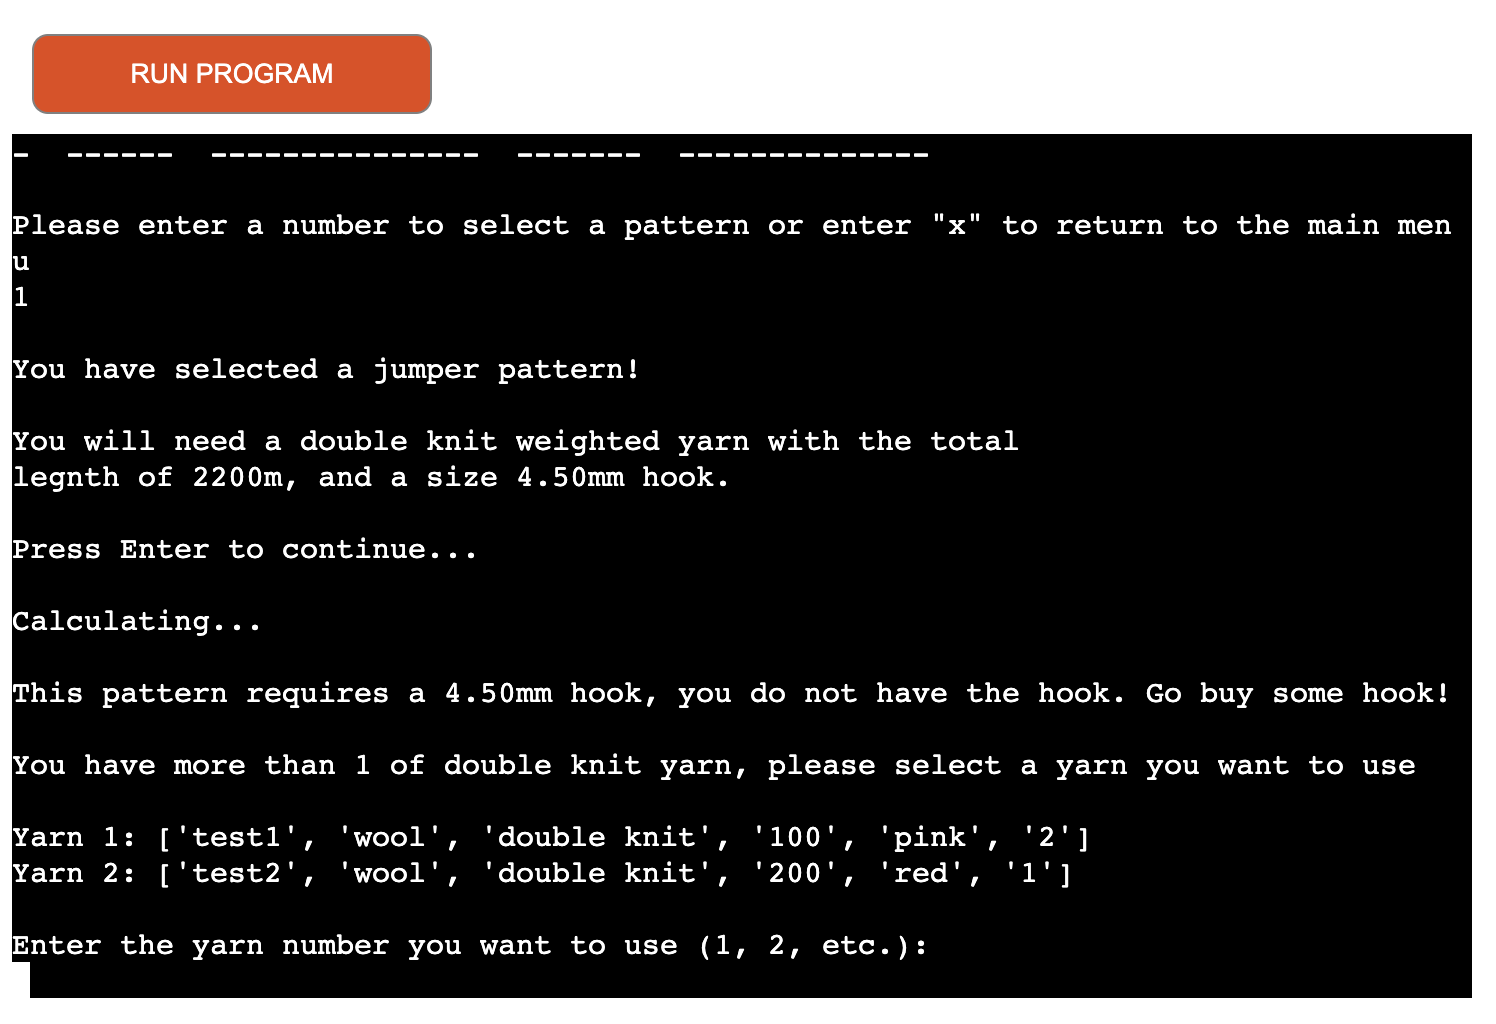 RUN PROGRAM
-  ------  ---------------  -------  --------------
Please enter a number to select a pattern or enter "x" to return to the main men
u
1
You have selected a jumper pattern!
You will need a double knit weighted yarn with the total
legnth of 2200m, and a size 4.50mm hook.
Press Enter to continue...
Calculating...
This pattern requires a 4.50mm hook, you do not have the hook. Go buy some hook!
You have more than 1 of double knit yarn, please select a yarn you want to use
Yarn 1: ['test1', 'wool', 'double knit', '100', 'pink', '2']
Yarn 2: ['test2', 'wool', 'double knit', '200', 'red', '1']
Enter the yarn number you want to use (1, 2, etc.):